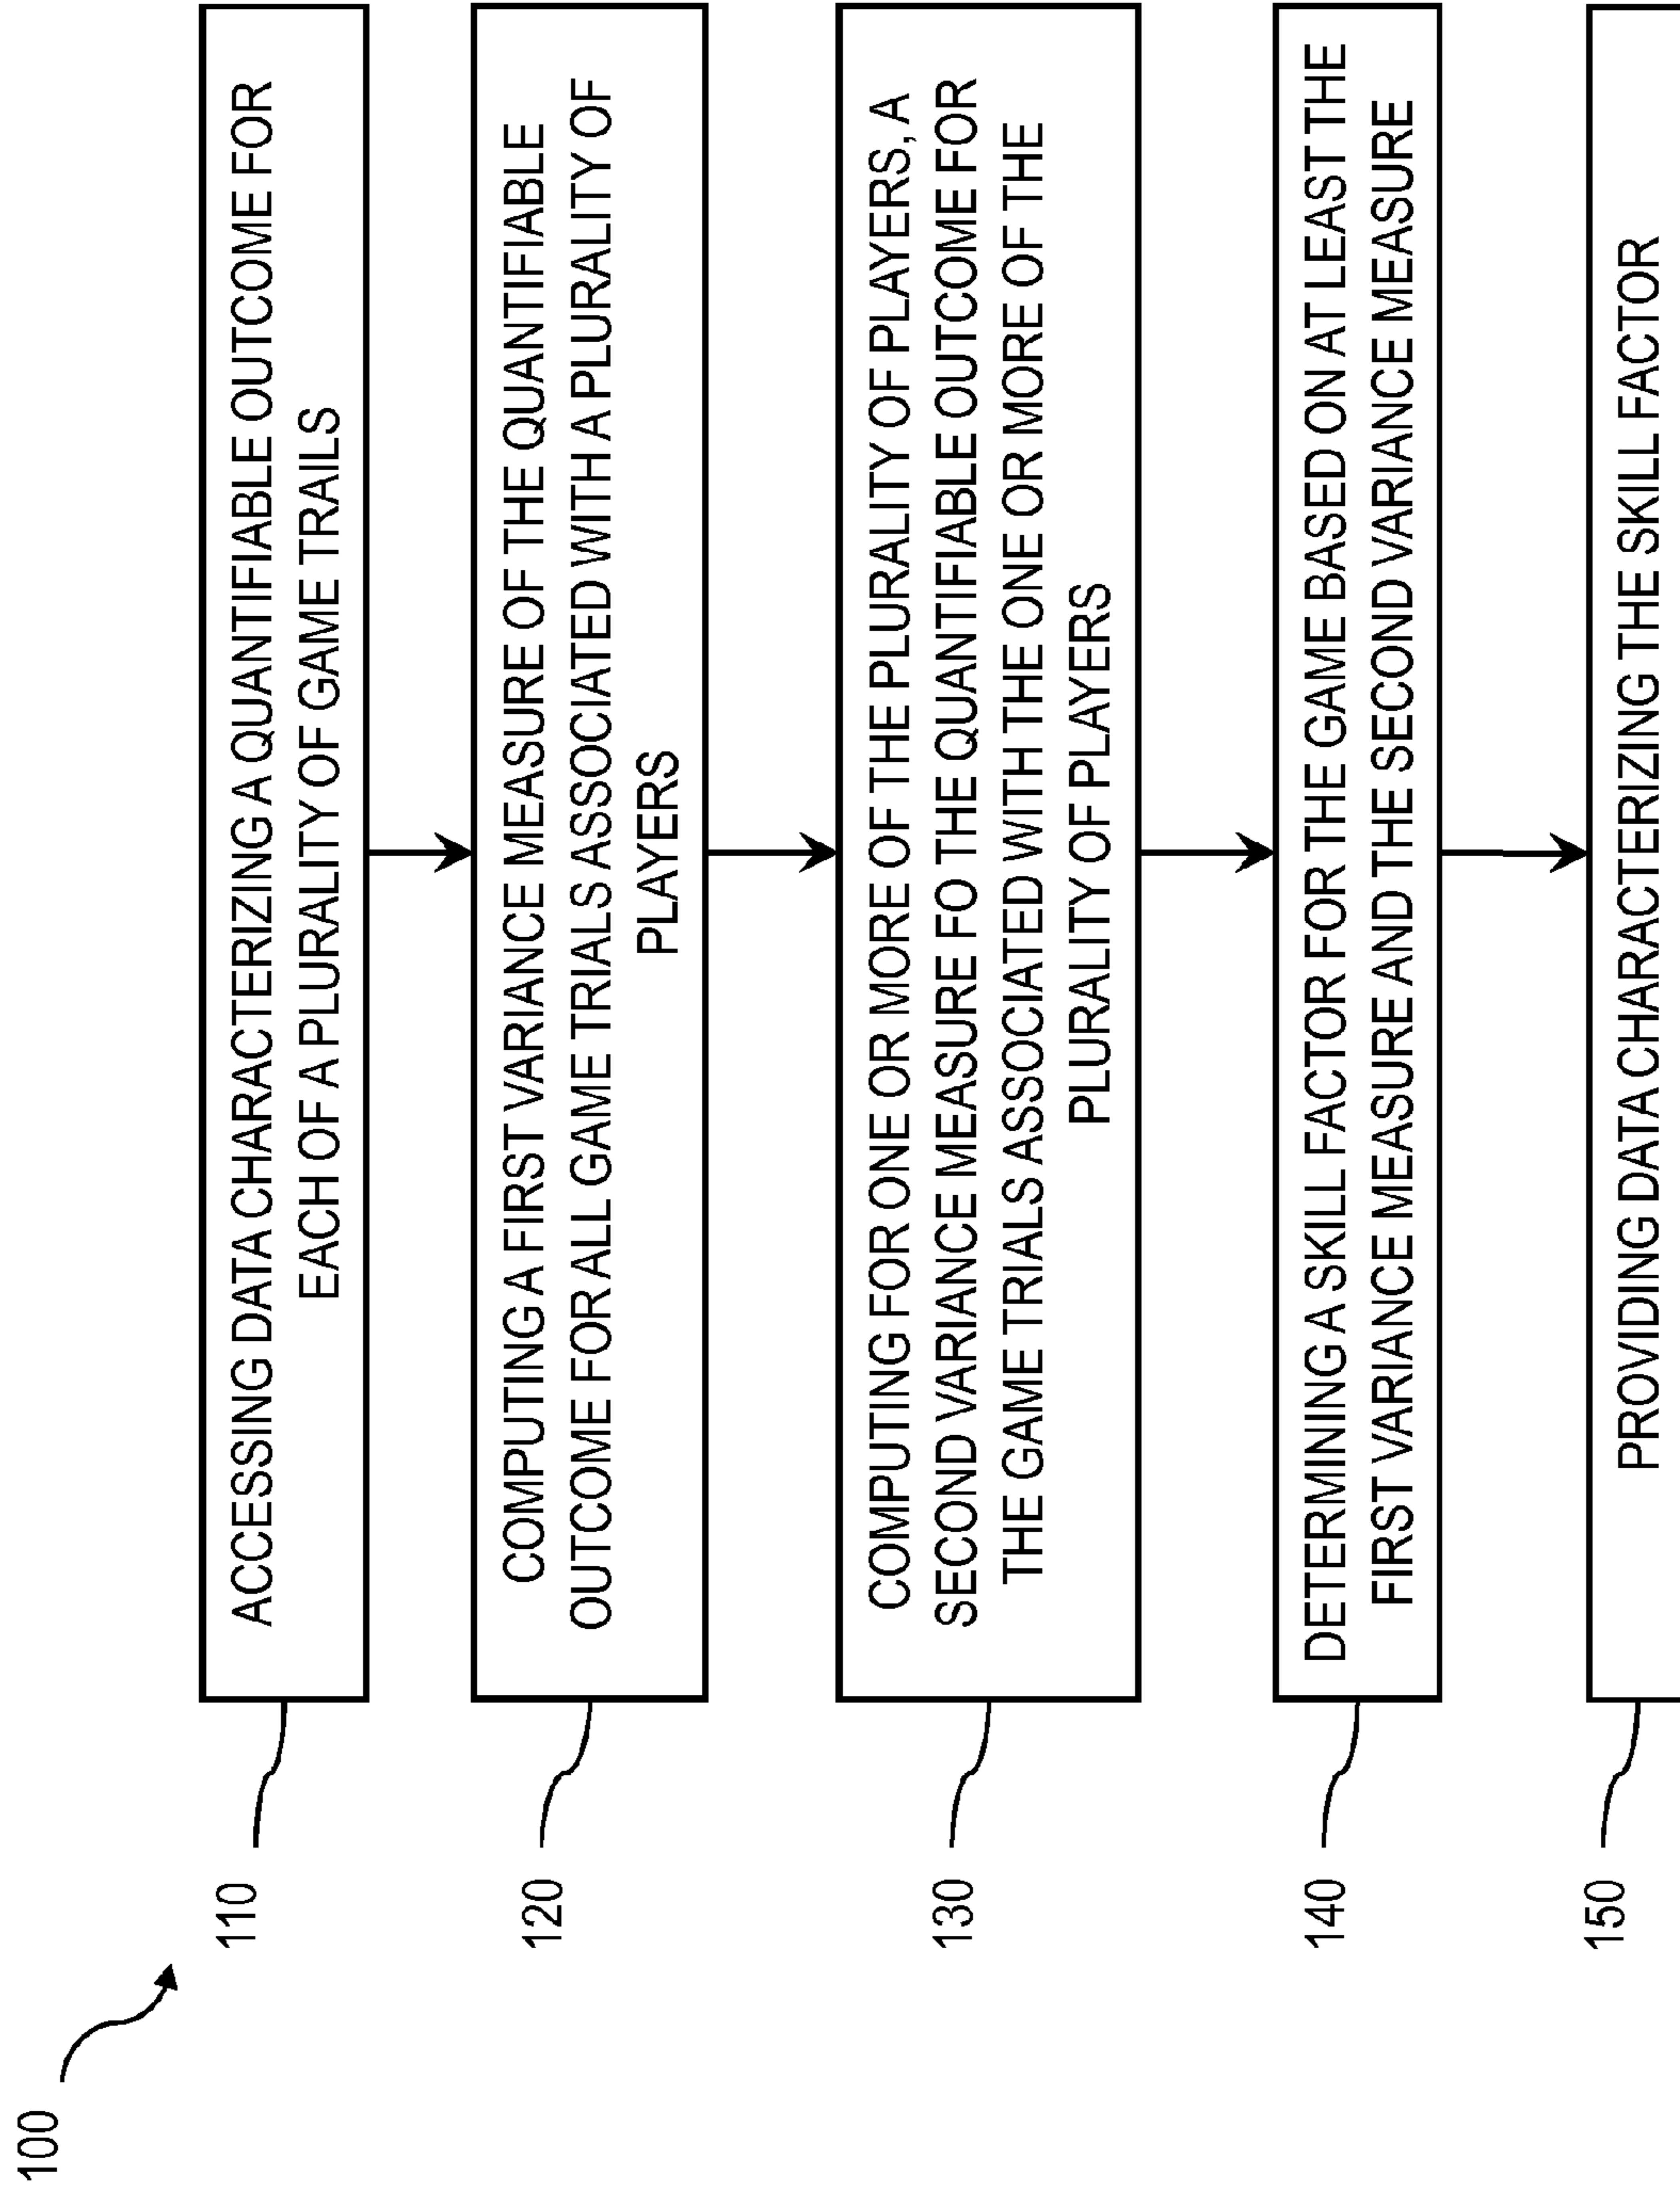 100
110
ACCESSING DATA CHARACTERIZING A QUANTIFIABLE OUTCOME FOR
EACH OF A PLURALITY OF GAME TRAILS
120
COMPUTING A FIRST VARIANCE MEASURE OF THE QUANTIFIABLE
OUTCOME FOR ALL GAME TRIALS ASSOCIATED WITH A PLURALITY OF
PLAYERS
130
COMPUTING FOR ONE OR MORE OF THE PLURALITY OF PLAYERS, A
SECOND VARIANCE MEASURE FO THE QUANTIFIABLE OUTCOME FOR
THE GAME TRIALS ASSOCIATED WITH THE ONE OR MORE OF THE
PLURALITY OF PLAYERS
140
DETERMINING A SKILL FACTOR FOR THE GAME BASED ON AT LEAST THE
FIRST VARIANCE MEASURE AND THE SECOND VARIANCE MEASURE
150
PROVIDING DATA CHARACTERIZING THE SKILL FACTOR